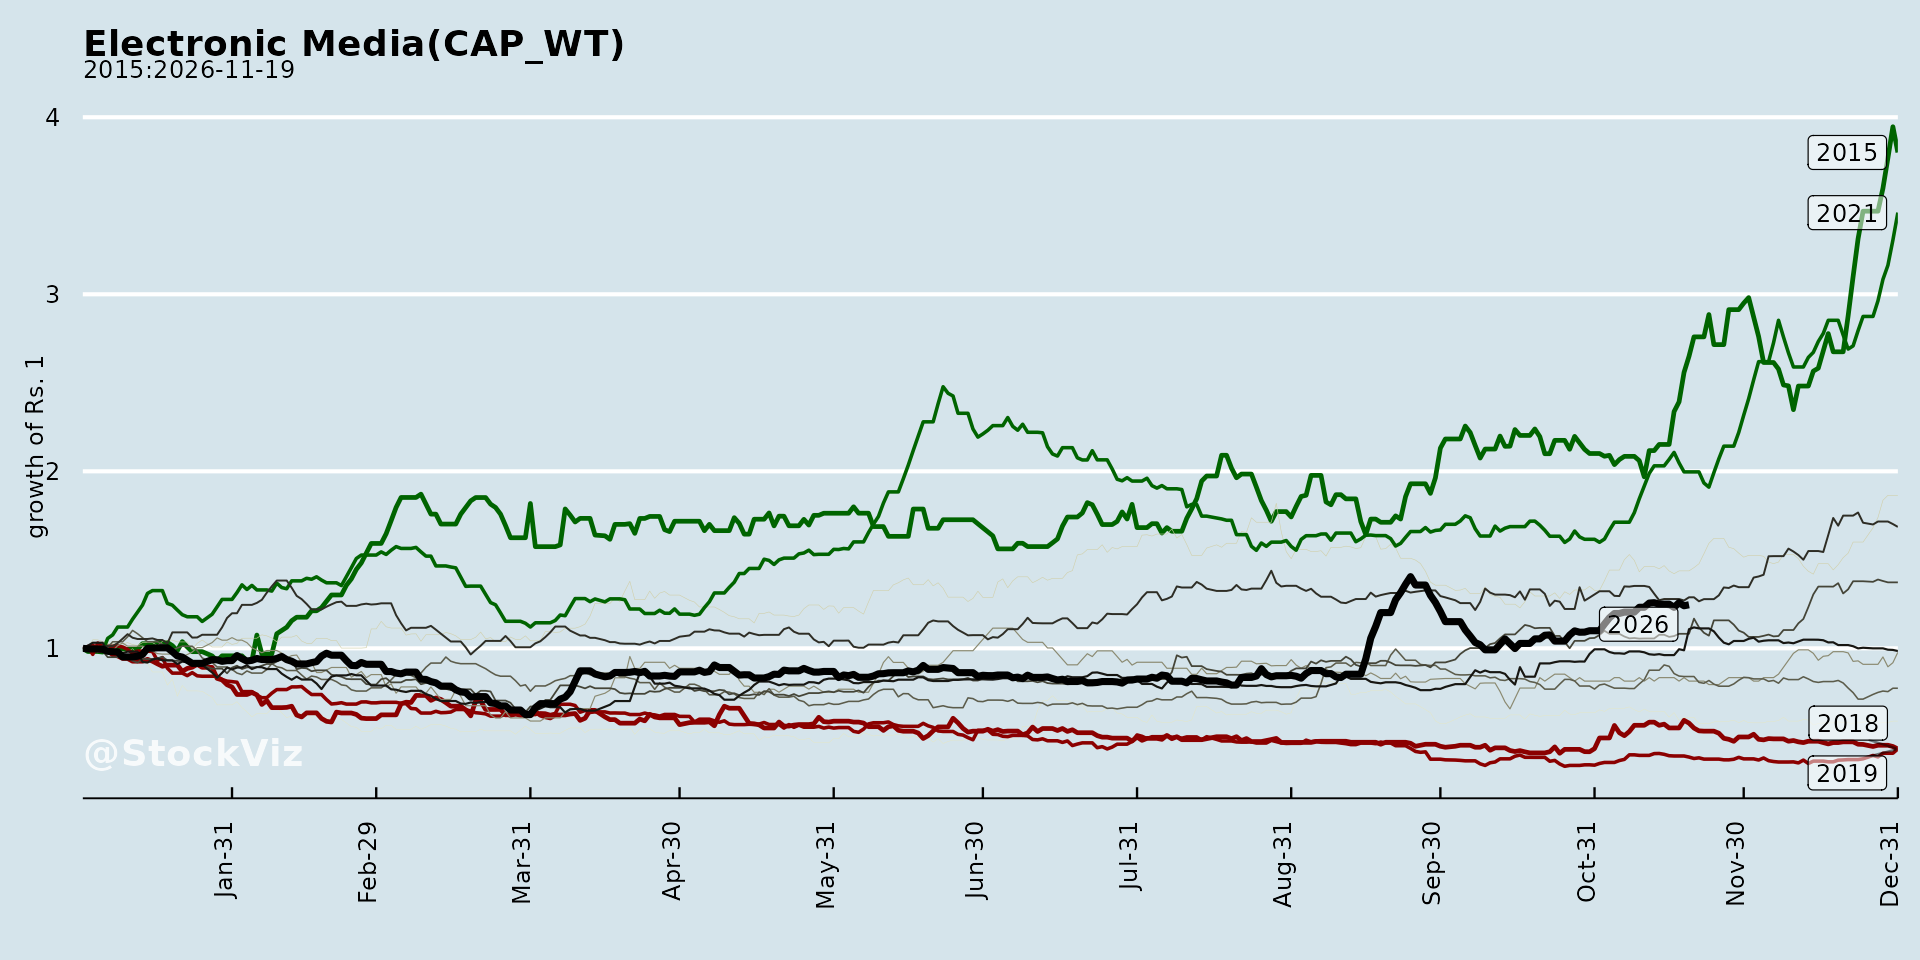 Electronic Media(CAP_WT)
2015:2026-11-19
growth of Rs. 1
4
3
2
1
2015
2021
2026
2018
2019
@StockViz
Jan-31
Feb-29
Mar-31
Apr-30
May-31
Jun-30
Jul-31
Aug-31
Sep-30
Oct-31
Nov-30
Dec-31